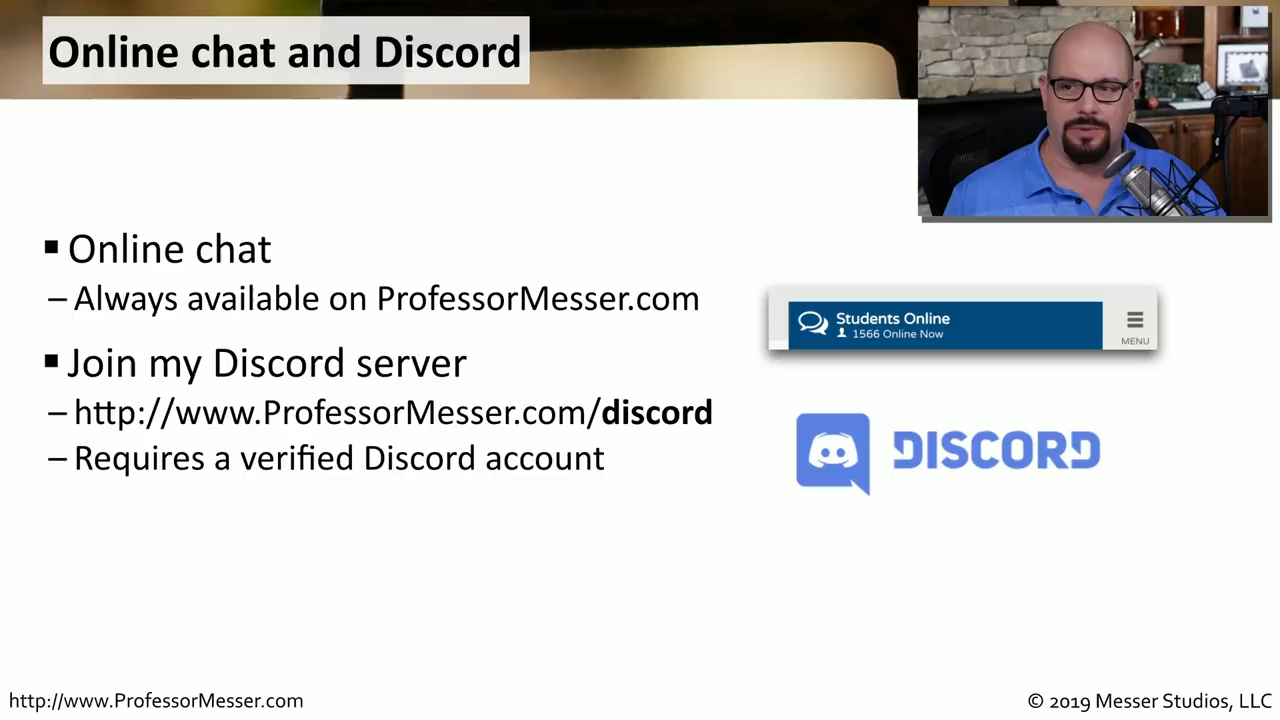 Online chat and Discord
▪ Online chat
– Always available on ProfessorMesser.com
▪ Join my Discord server
– http://www.ProfessorMesser.com/discord
– Requires a verified Discord account
Students Online
1566 Online Now
MENU
DISCORD
http://www.ProfessorMesser.com
© 2019 Messer Studios, LLC